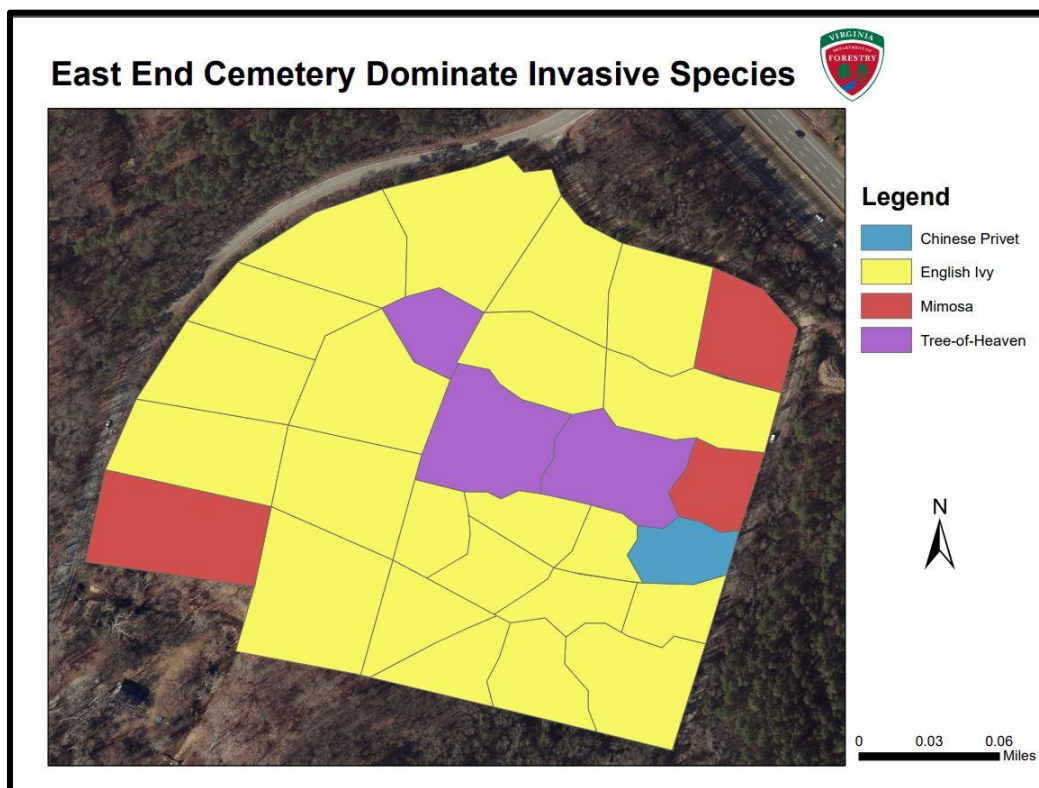 East End Cemetery Dominate Invasive Species
VIRGINIA
DEPARTMENT OF
FORESTRY
Legend
Chinese Privet
English Ivy
Mimosa
Tree-of-Heaven
N
0 0.03 0.06
Miles